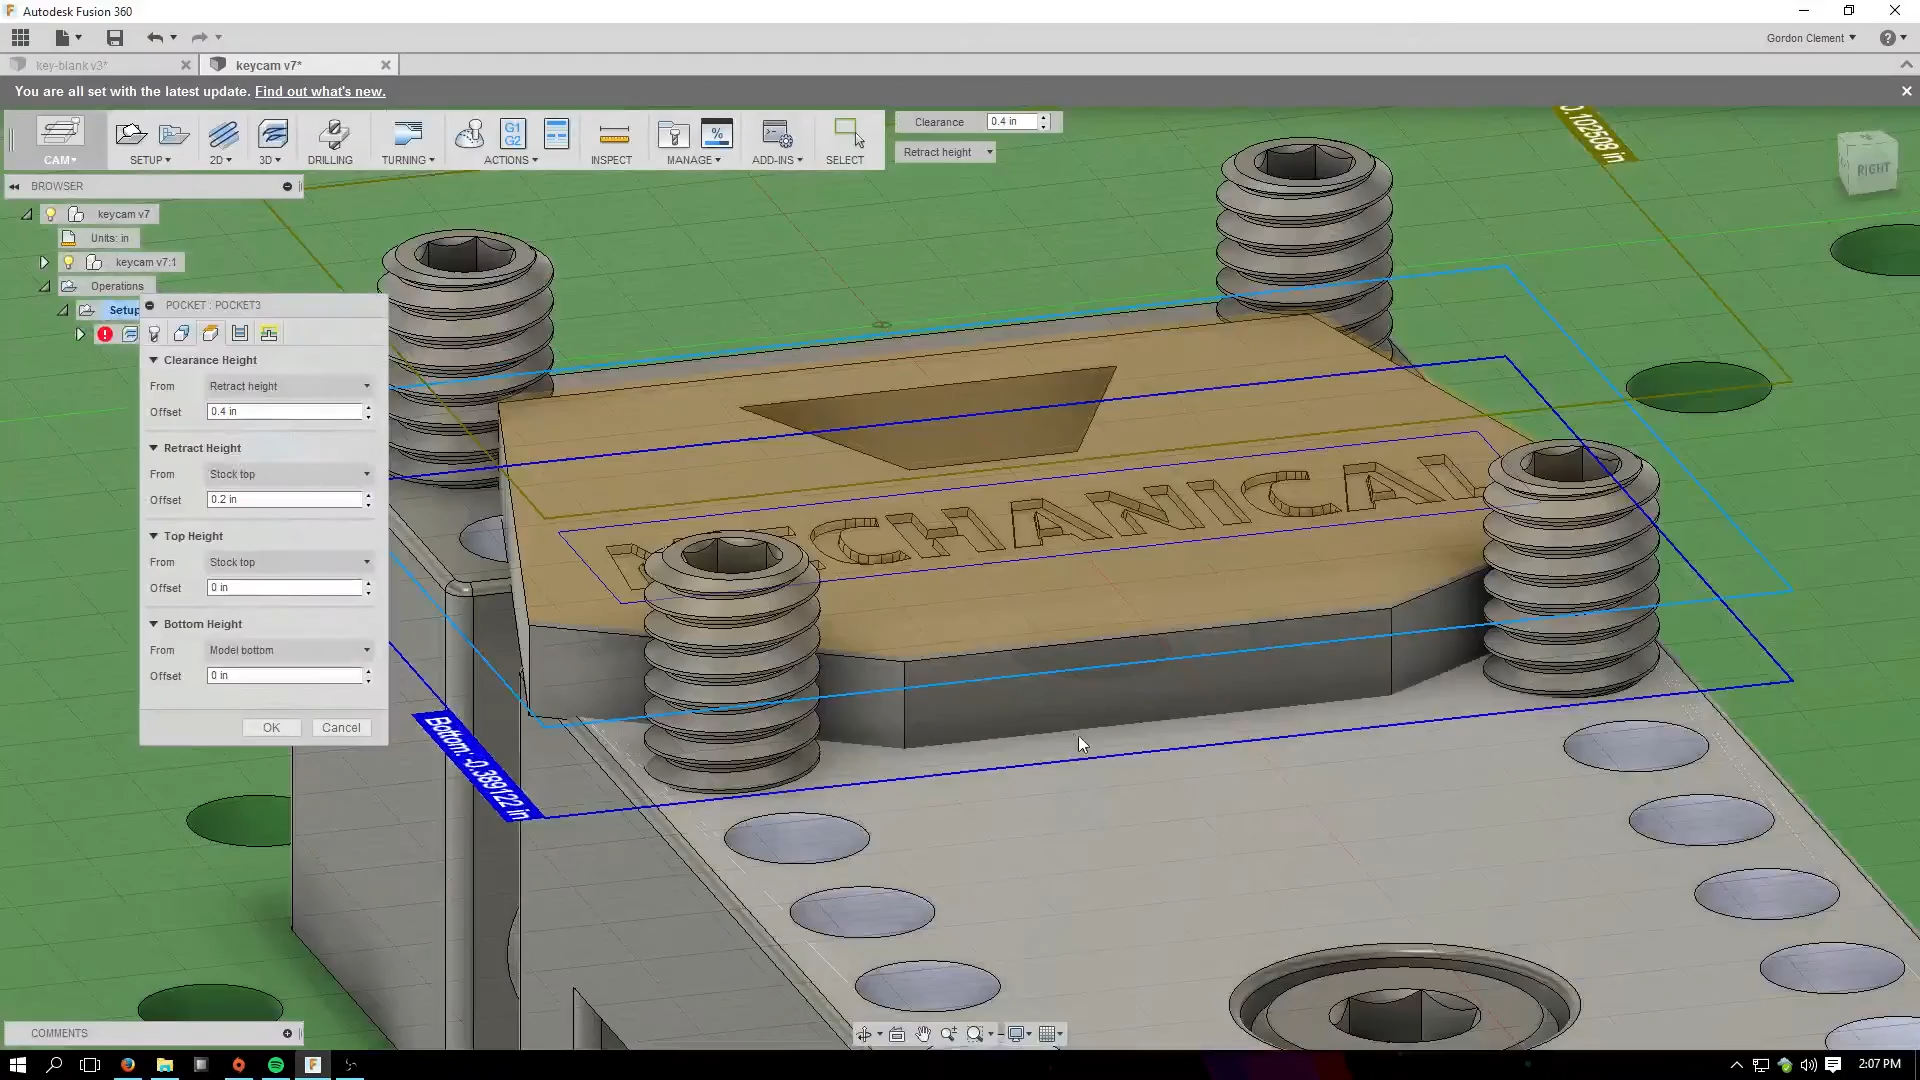 Autodesk Fusion 360
Gordon Clement
key-blank v3*
keycam v7*
You are all set with the latest update. Find out what's new.
CAM
SETUP
2D
3D
DRILLING
TURNING
G1
G2
ACTIONS
INSPECT
MANAGE
ADD-INS
SELECT
Clearance
0.4 in
Retract height
BROWSER
keycam v7
Units: in
keycam v7:1
Operations
Setup
POCKET : POCKET3
Clearance Height
From
Retract height
Offset
0.4 in
Retract Height
From
Stock top
Offset
0.2 in
Top Height
From
Stock top
Offset
0 in
Bottom Height
From
Model bottom
Offset
0 in
OK
Cancel
RIGHT
CHANICAL
Bottom: -0.389122 in
COMMENTS
2:07 PM